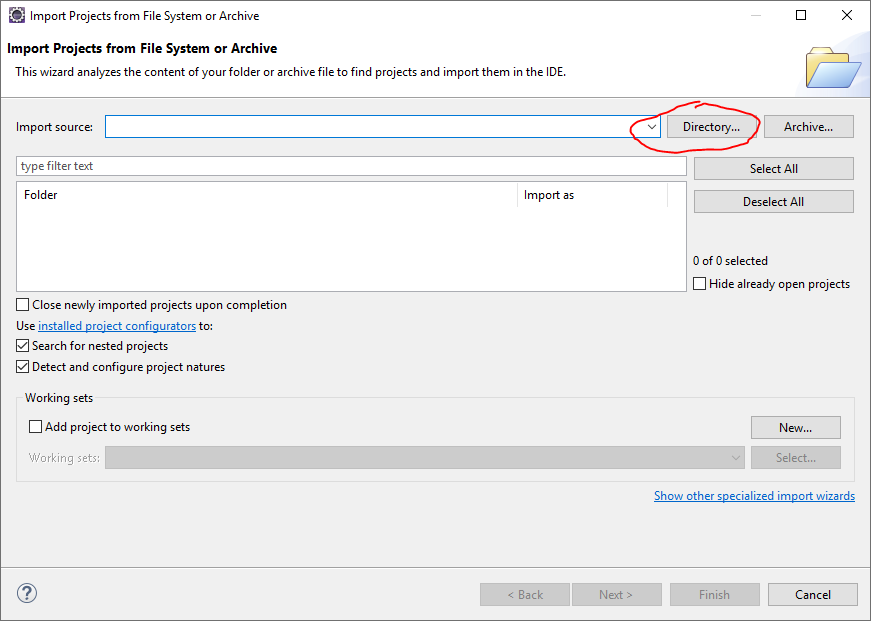 Import Projects from File System or Archive
Import Projects from File System or Archive
This wizard analyzes the content of your folder or archive file to find projects and import them in the IDE.
Import source: Directory... Archive...
type filter text
Select All
Folder Import as
Deselect All
0 of 0 selected
Hide already open projects
Close newly imported projects upon completion
Use installed project configurators to:
Search for nested projects
Detect and configure project natures
Working sets
Add project to working sets New...
Working sets: Select...
Show other specialized import wizards
? < Back Next > Finish Cancel